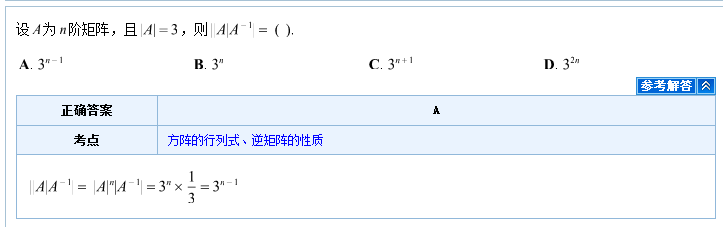 设 A 为 n 阶矩阵，且 |A| = 3，则 ||A|A⁻¹| = ( ).
A. 3ⁿ⁻¹ B. 3ⁿ C. 3ⁿ⁺¹ D. 3²ⁿ
参考解答
正确答案 A
考点 方阵的行列式、逆矩阵的性质
||A|A⁻¹| = |A|ⁿ|A⁻¹| = 3ⁿ × 1/3 = 3ⁿ⁻¹